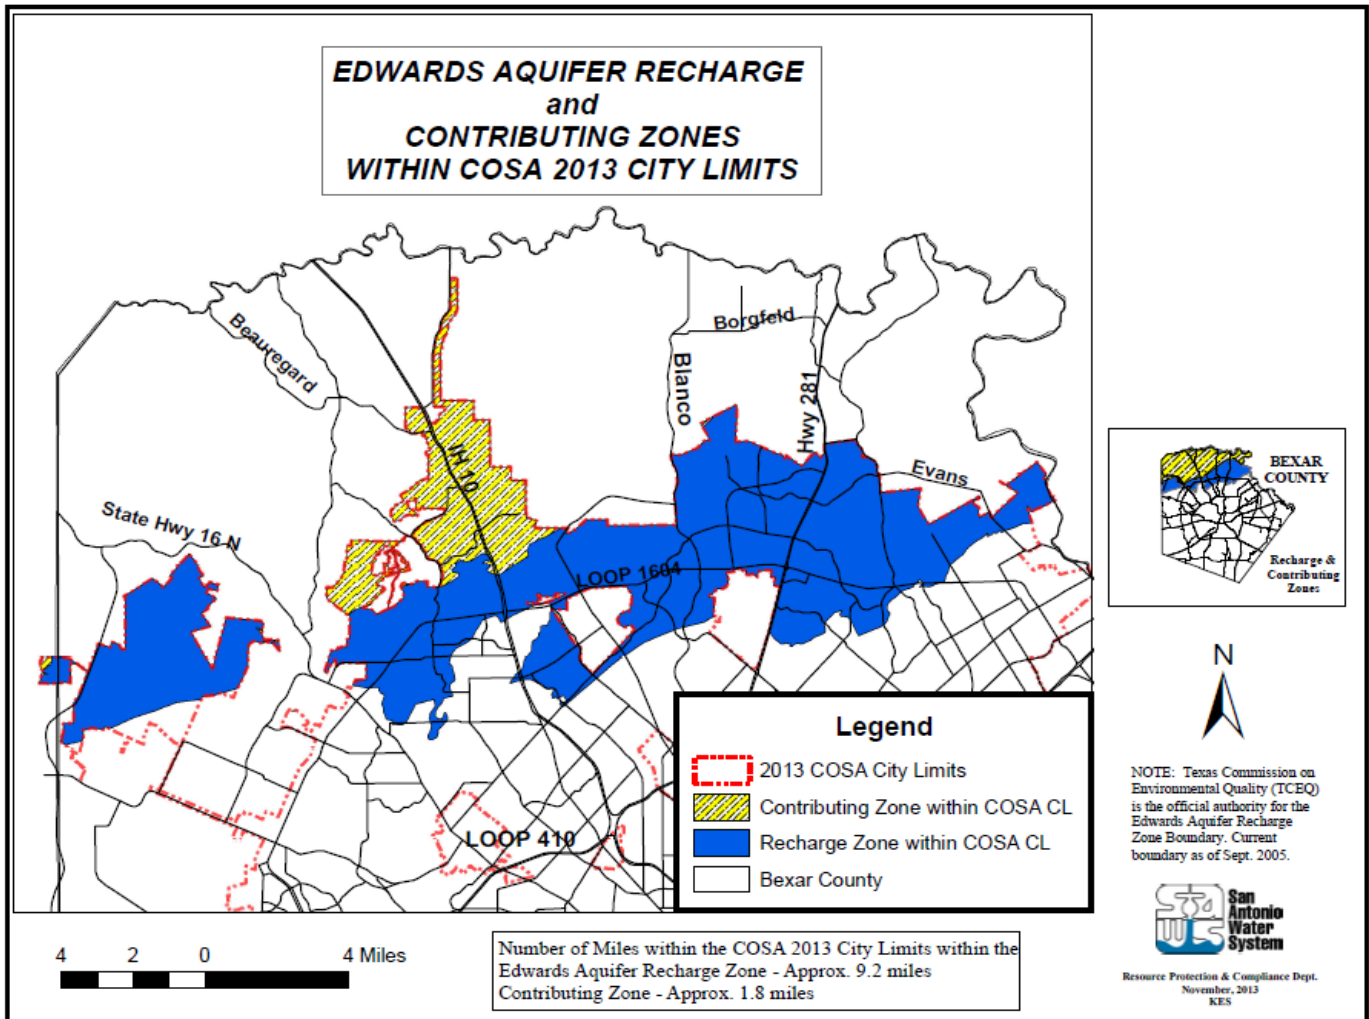 EDWARDS AQUIFER RECHARGE
and
CONTRIBUTING ZONES
WITHIN COSA 2013 CITY LIMITS
Beauregard
Borgfeld
Blanco
Hwy 281
IH 10
Evans
State Hwy 16 N
LOOP 1604
LOOP 410
BEXAR
COUNTY
Recharge &
Contributing
Zones
N
Legend
2013 COSA City Limits
Contributing Zone within COSA CL
Recharge Zone within COSA CL
Bexar County
NOTE: Texas Commission on
Environmental Quality (TCEQ)
is the official authority for the
Edwards Aquifer Recharge
Zone Boundary. Current
boundary as of Sept. 2005.
San
Antonio
Water
System
Resource Protection & Compliance Dept.
November, 2013
KES
4 2 0 4 Miles
Number of Miles within the COSA 2013 City Limits within the
Edwards Aquifer Recharge Zone - Approx. 9.2 miles
Contributing Zone - Approx. 1.8 miles